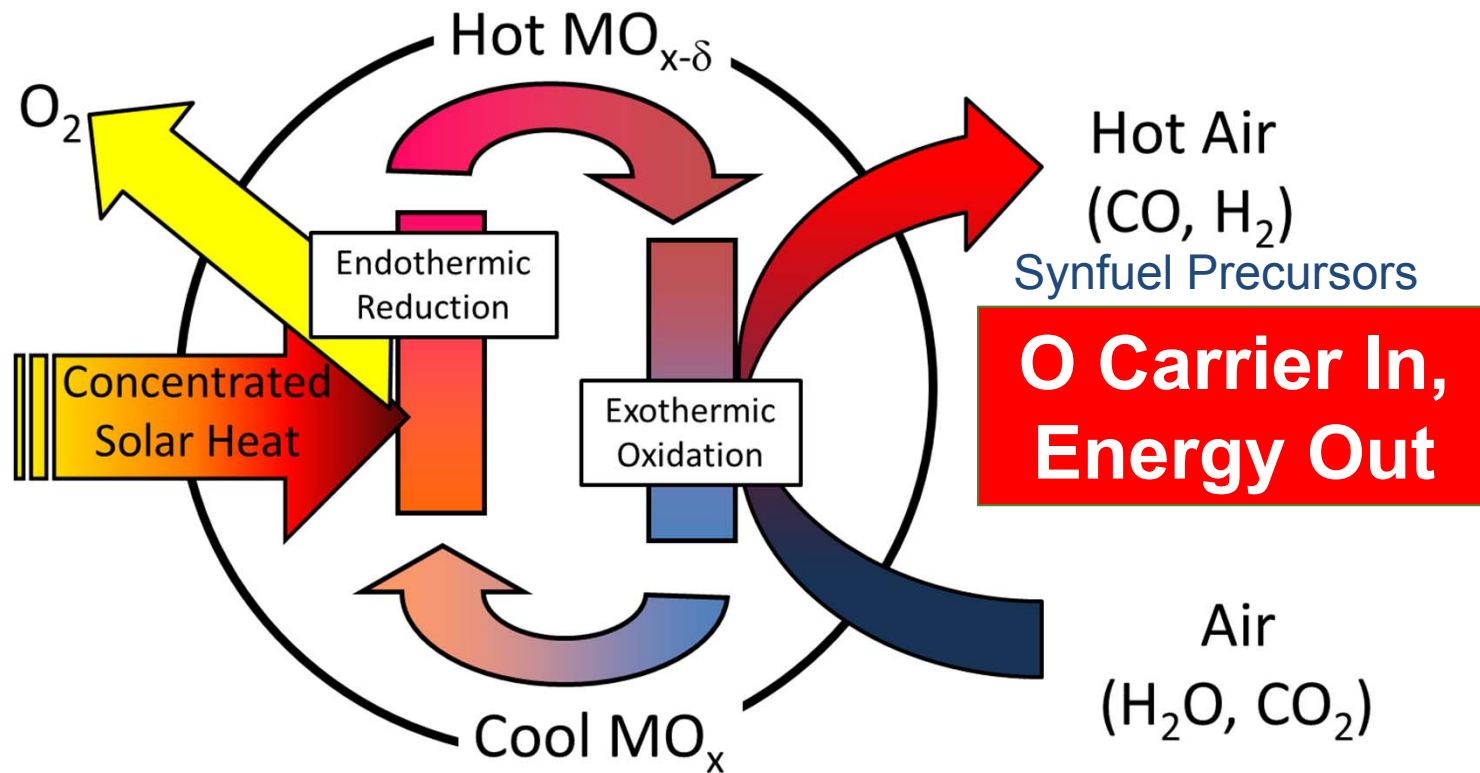 Hot MOₓ₋δ
O₂
Endothermic
Reduction
Concentrated
Solar Heat
Exothermic
Oxidation
Hot Air
(CO, H₂)
Synfuel Precursors
O Carrier In,
Energy Out
Air
(H₂O, CO₂)
Cool MOₓ